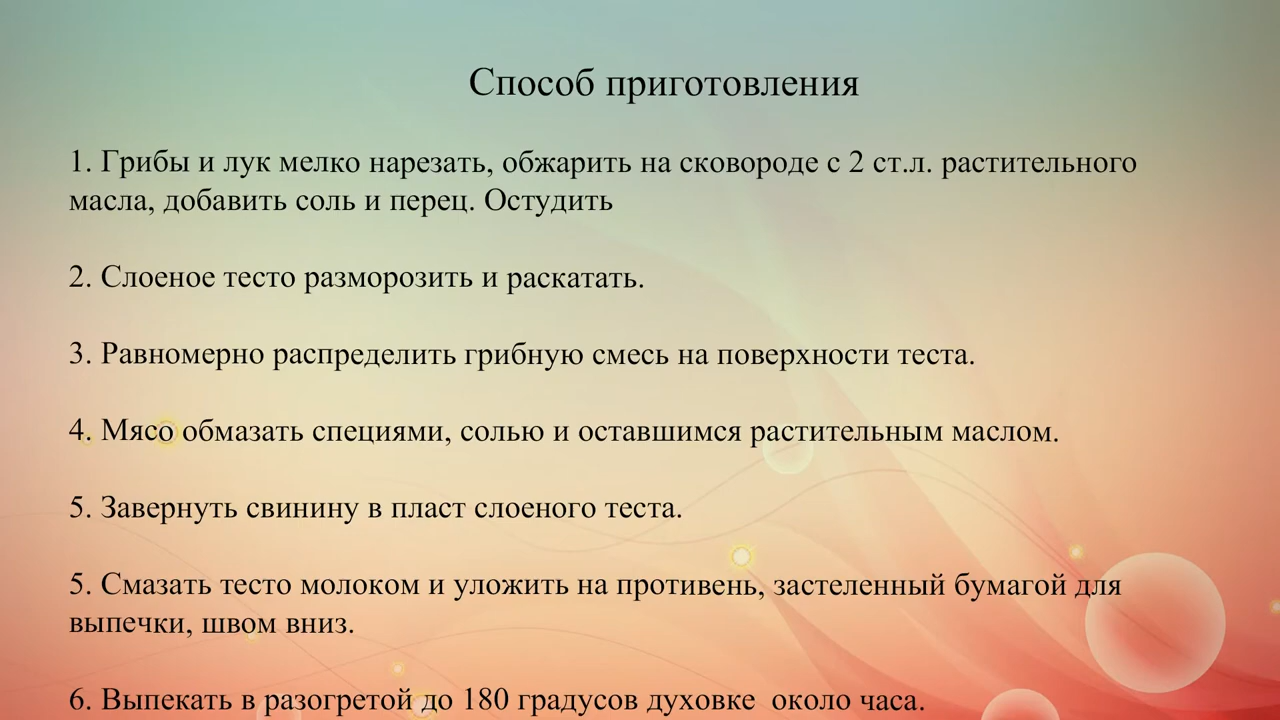 Способ приготовления
1. Грибы и лук мелко нарезать, обжарить на сковороде с 2 ст.л. растительного
масла, добавить соль и перец. Остудить
2. Слоеное тесто разморозить и раскатать.
3. Равномерно распределить грибную смесь на поверхности теста.
4. Мясо обмазать специями, солью и оставшимся растительным маслом.
5. Завернуть свинину в пласт слоеного теста.
5. Смазать тесто молоком и уложить на противень, застеленный бумагой для
выпечки, швом вниз.
6. Выпекать в разогретой до 180 градусов духовке  около часа.